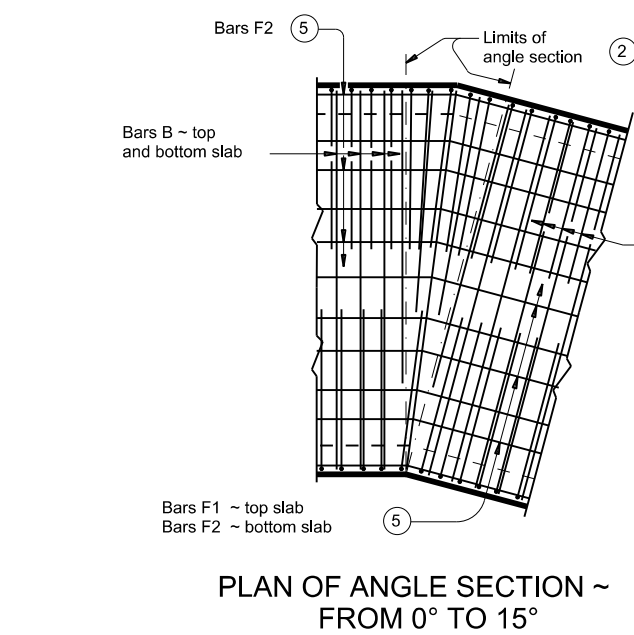 Bars F2 5
Limits of
angle section
2
Bars B ~ top
and bottom slab
Bars F1 ~ top slab
Bars F2 ~ bottom slab
5
PLAN OF ANGLE SECTION ~
FROM 0° TO 15°